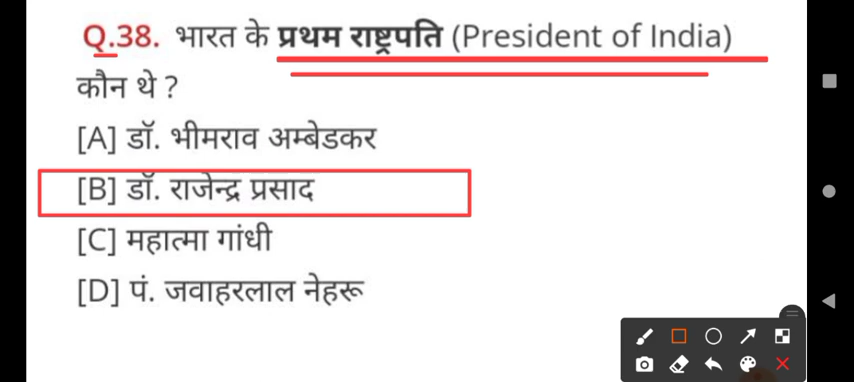 Q.38. भारत के प्रथम राष्ट्रपति (President of India)
कौन थे ?
[A] डॉ. भीमराव अम्बेडकर
[B] डॉ. राजेन्द्र प्रसाद
[C] महात्मा गांधी
[D] पं. जवाहरलाल नेहरू